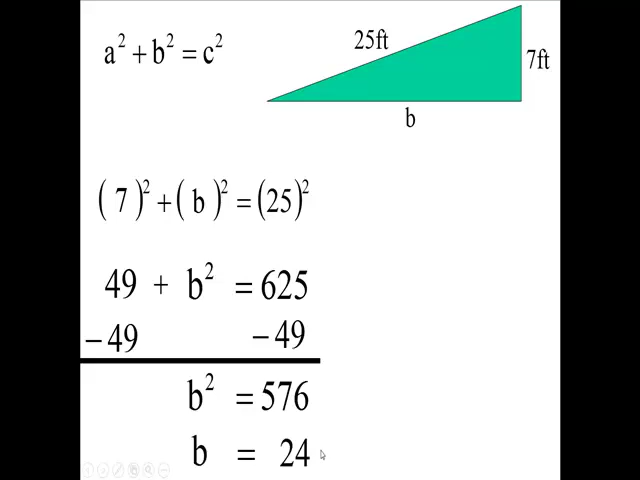 a² + b² = c²
25ft
7ft
b
( 7 )² + ( b )² = (25)²
49 + b² = 625
−49 −49
b² = 576
b = 24